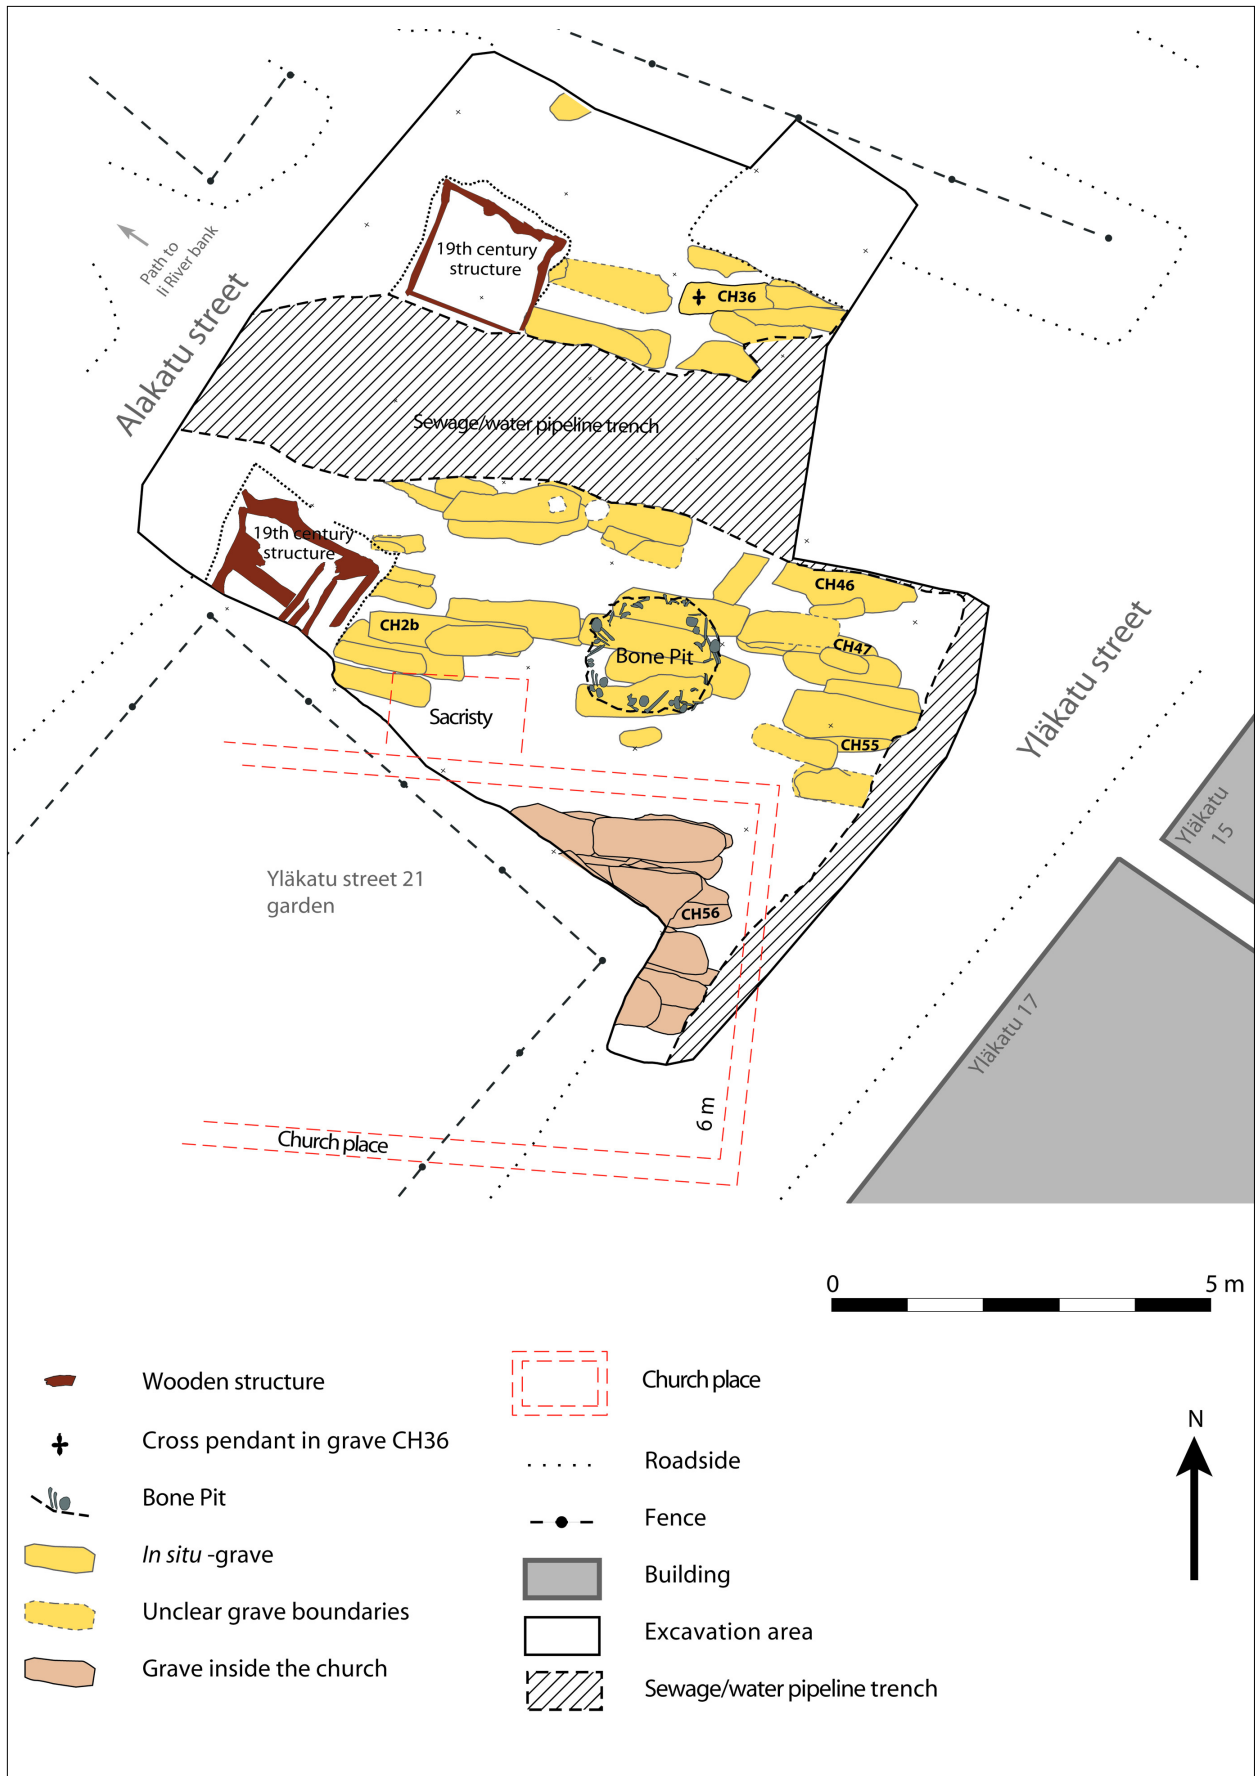 19th century
structure
CH36
Path to
Ii River bank
Alakatu street
Sewage/water pipeline trench
19th century
structure
CH46
CH2b
CH47
Bone Pit
Sacristy
CH55
Yläkatu street
Yläkatu
15
Yläkatu street 21
garden
CH56
Yläkatu 17
6 m
Church place
0
5 m
Wooden structure
Cross pendant in grave CH36
Bone Pit
In situ -grave
Unclear grave boundaries
Grave inside the church
Church place
Roadside
Fence
Building
Excavation area
Sewage/water pipeline trench
N